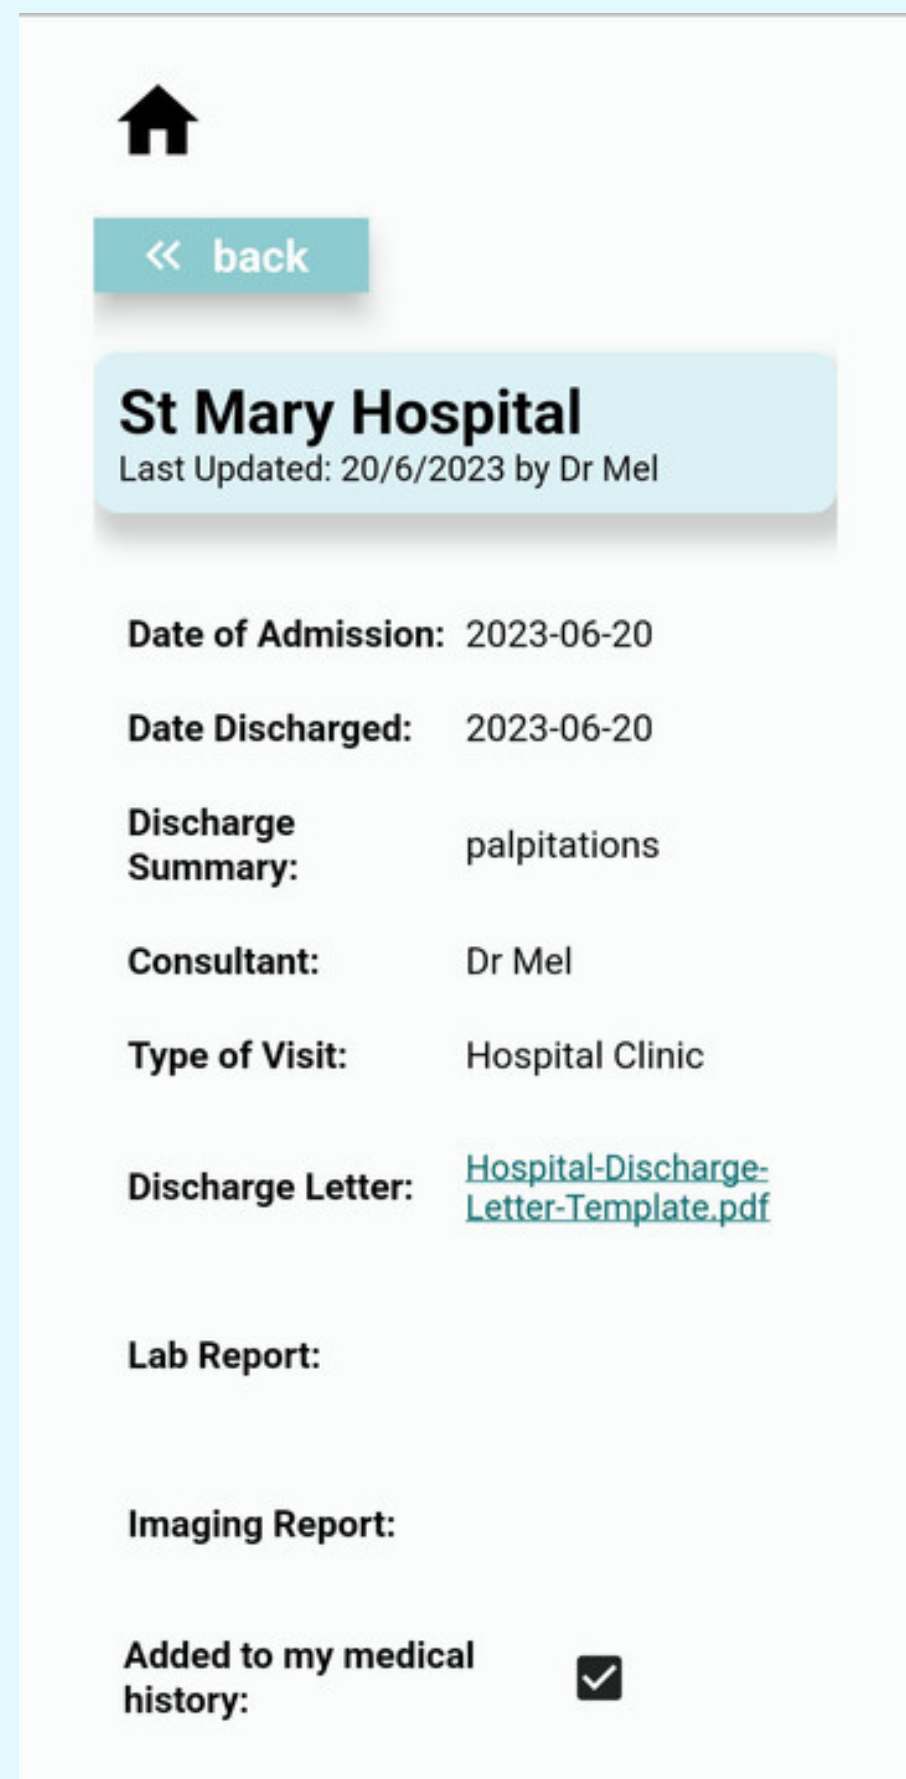 « back
St Mary Hospital
Last Updated: 20/6/2023 by Dr Mel
Date of Admission: 2023-06-20
Date Discharged: 2023-06-20
Discharge
Summary:
palpitations
Consultant: Dr Mel
Type of Visit: Hospital Clinic
Discharge Letter:
Hospital-Discharge-
Letter-Template.pdf
Lab Report:
Imaging Report:
Added to my medical
history: